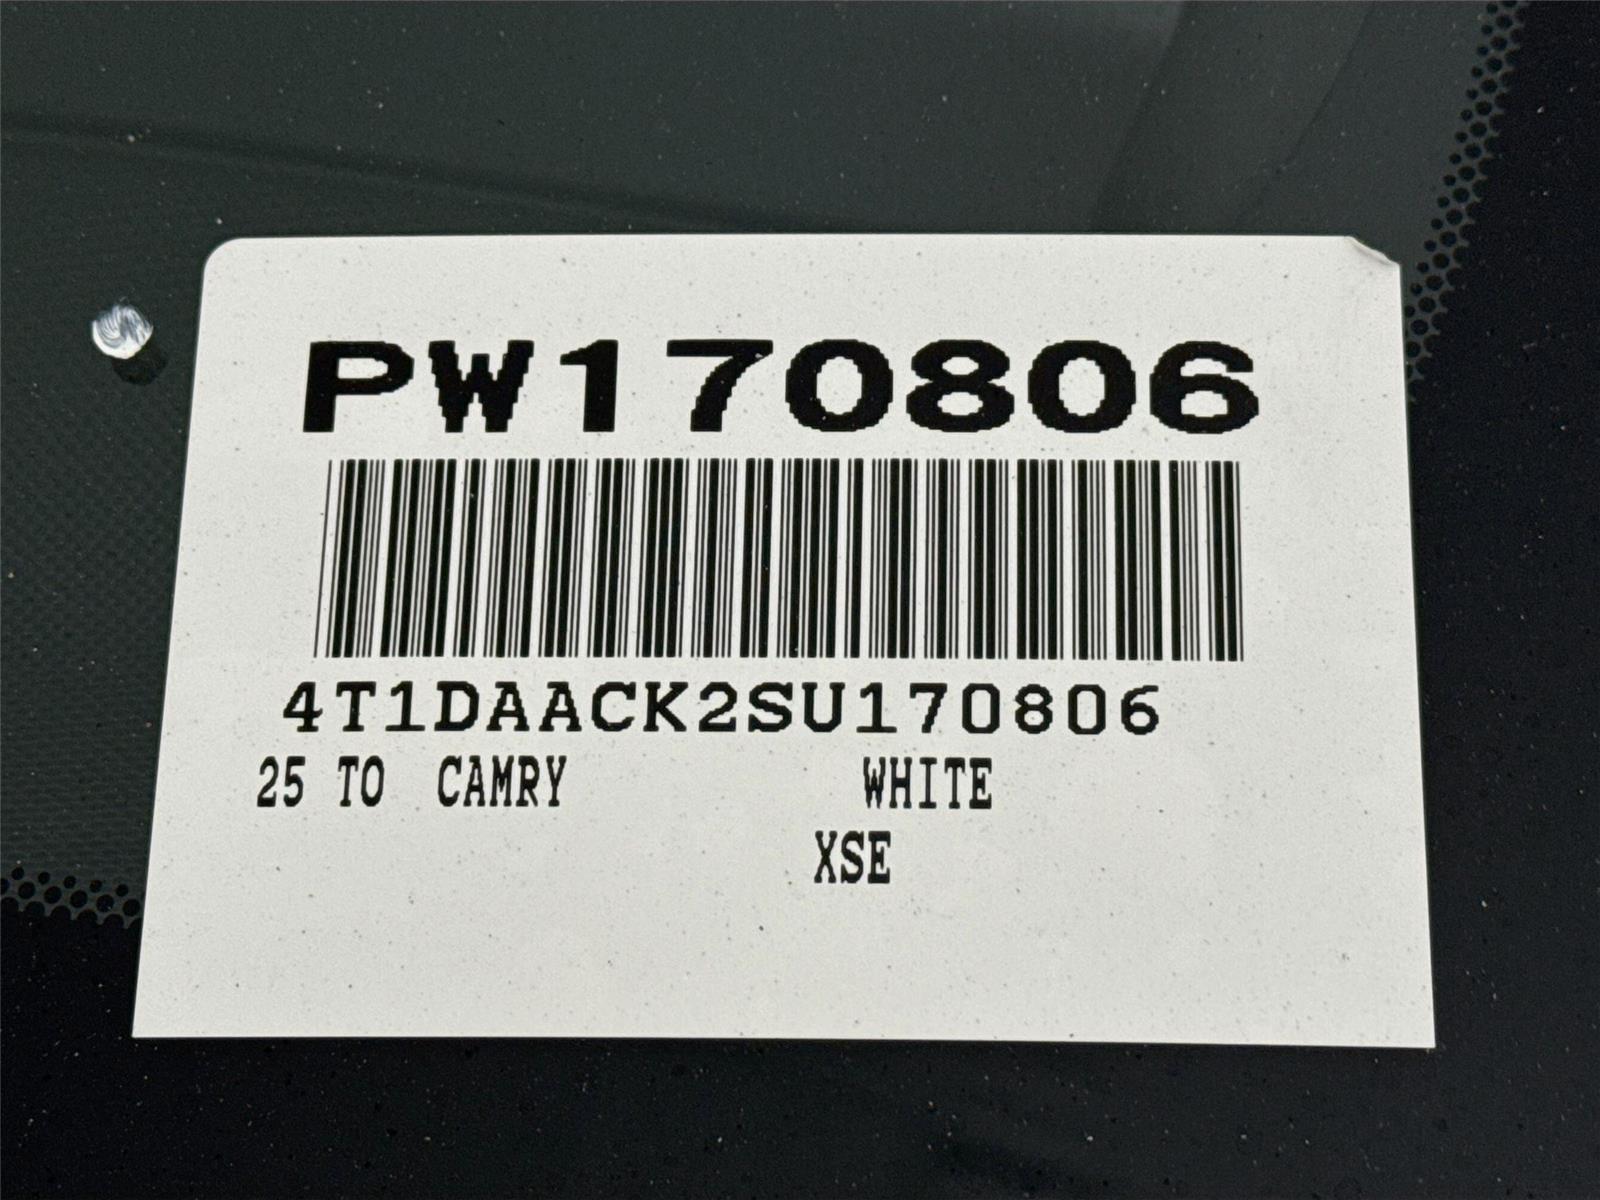 PW170806
4T1DAACK2SU170806
25 TO CAMRY WHITE
XSE